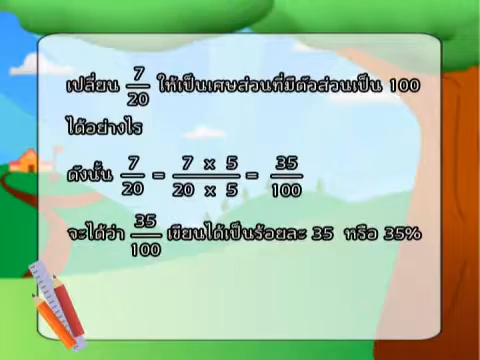 เปลี่ยน 7/20 ให้เป็นเศษส่วนที่มีตัวส่วนเป็น 100
ได้อย่างไร
ดังนั้น 7/20 = 7 × 5/20 × 5 = 35/100
จะได้ว่า 35/100 เขียนได้เป็นร้อยละ 35 หรือ 35%